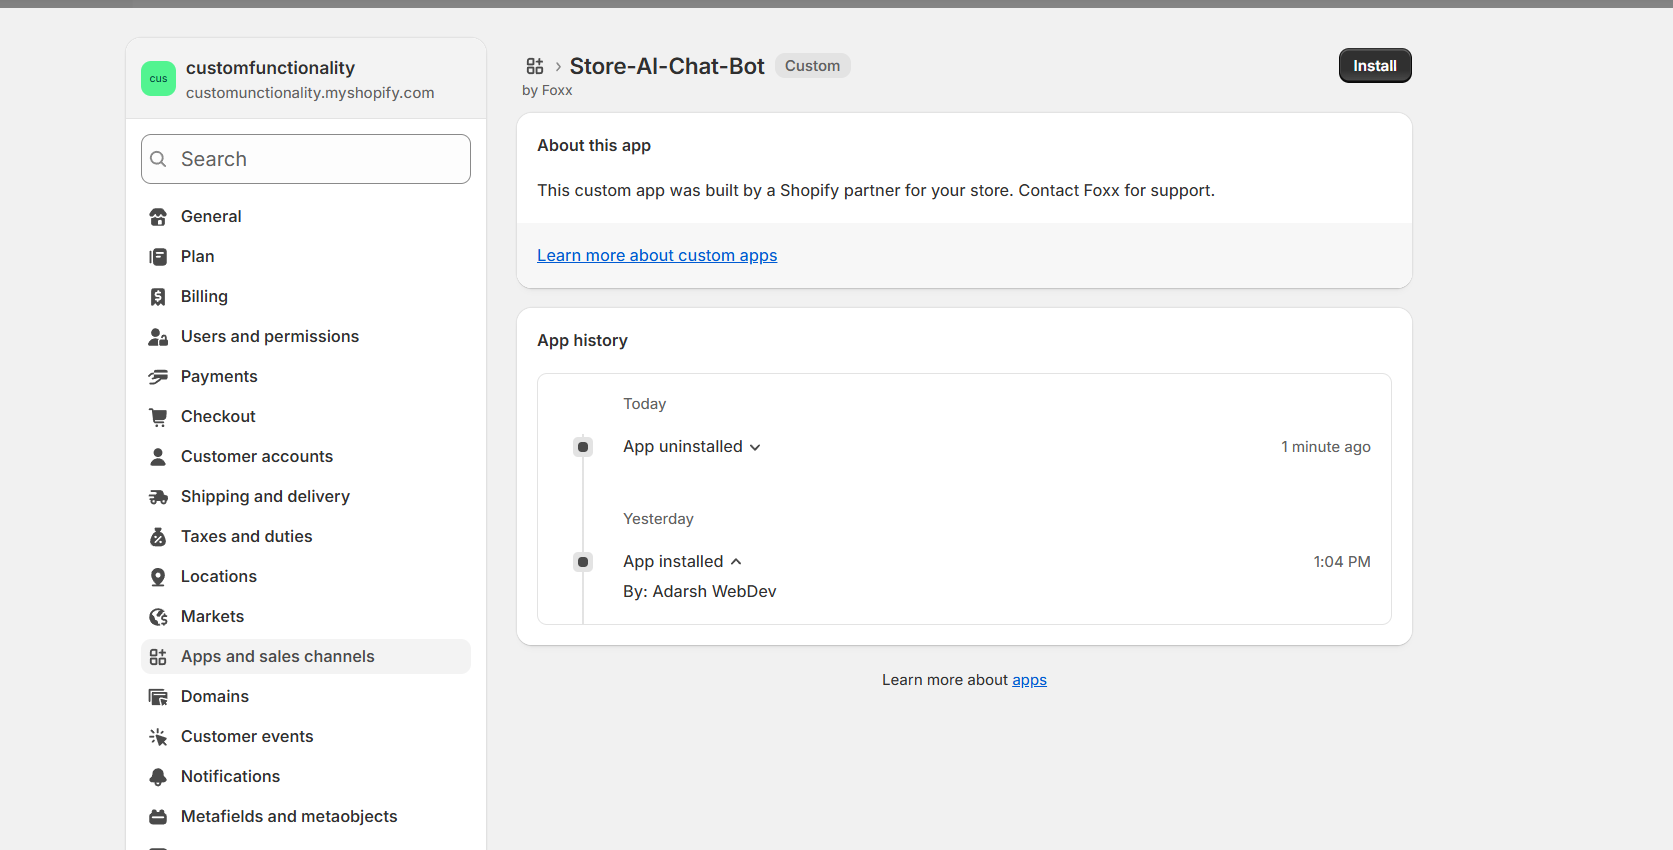 cus
customfunctionality
customunctionality.myshopify.com
Search
General
Plan
Billing
Users and permissions
Payments
Checkout
Customer accounts
Shipping and delivery
Taxes and duties
Locations
Markets
Apps and sales channels
Domains
Customer events
Notifications
Metafields and metaobjects
Store-AI-Chat-Bot Custom
by Foxx
Install
About this app
This custom app was built by a Shopify partner for your store. Contact Foxx for support.
Learn more about custom apps
App history
Today
App uninstalled 1 minute ago
Yesterday
App installed 1:04 PM
By: Adarsh WebDev
Learn more about apps